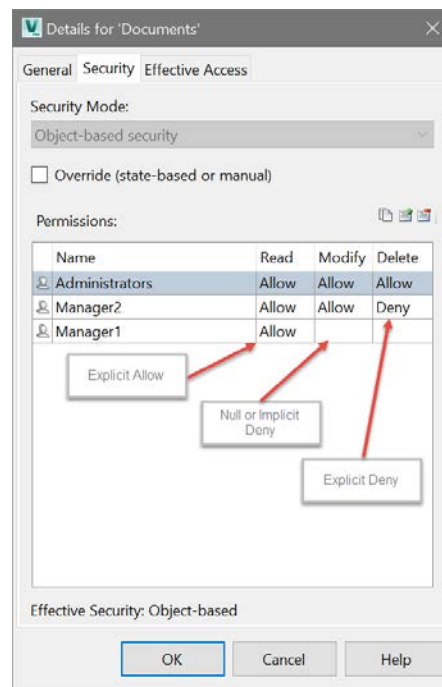 Details for 'Documents'
General Security Effective Access
Security Mode:
Object-based security
Override (state-based or manual)
Permissions:
Name Read Modify Delete
Administrators Allow Allow Allow
Manager2 Allow Allow Deny
Manager1 Allow
Explicit Allow
Null or Implicit
Deny
Explicit Deny
Effective Security: Object-based
OK Cancel Help